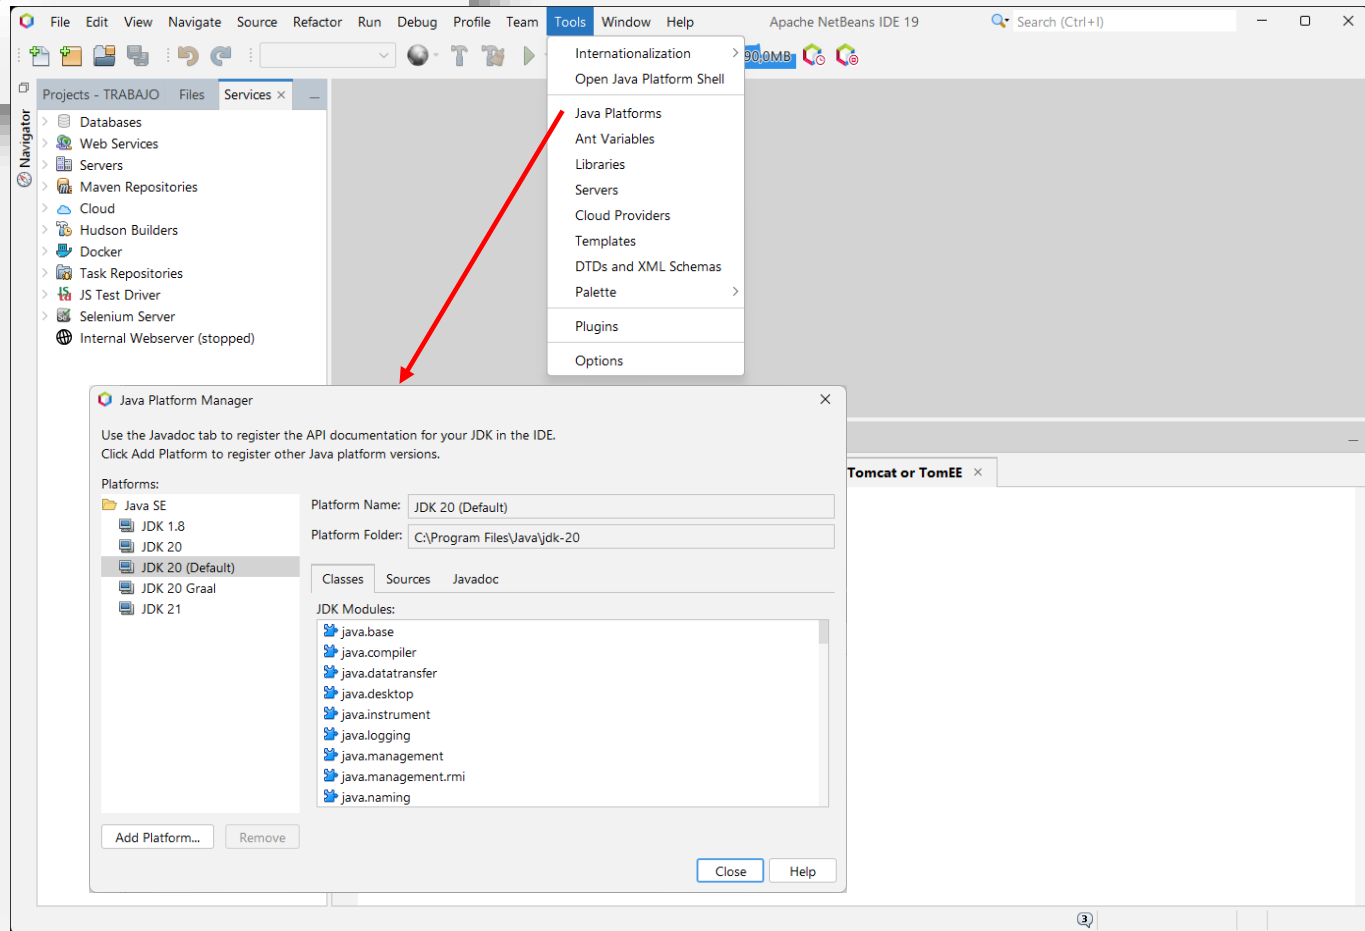 File Edit View Navigate Source Refactor Run Debug Profile Team Tools Window Help Apache NetBeans IDE 19 Search (Ctrl+I)
90,0MB
Internationalization
Open Java Platform Shell
Java Platforms
Ant Variables
Libraries
Servers
Cloud Providers
Templates
DTDs and XML Schemas
Palette
Plugins
Options
Navigator
Projects - TRABAJO Files Services
Databases
Web Services
Servers
Maven Repositories
Cloud
Hudson Builders
Docker
Task Repositories
JS Test Driver
Selenium Server
Internal Webserver (stopped)
Tomcat or TomEE
Java Platform Manager
Use the Javadoc tab to register the API documentation for your JDK in the IDE.
Click Add Platform to register other Java platform versions.
Platforms:
Java SE
JDK 1.8
JDK 20
JDK 20 (Default)
JDK 20 Graal
JDK 21
Platform Name: JDK 20 (Default)
Platform Folder: C:\Program Files\Java\jdk-20
Classes Sources Javadoc
JDK Modules:
java.base
java.compiler
java.datatransfer
java.desktop
java.instrument
java.logging
java.management
java.management.rmi
java.naming
Add Platform... Remove
Close Help
3